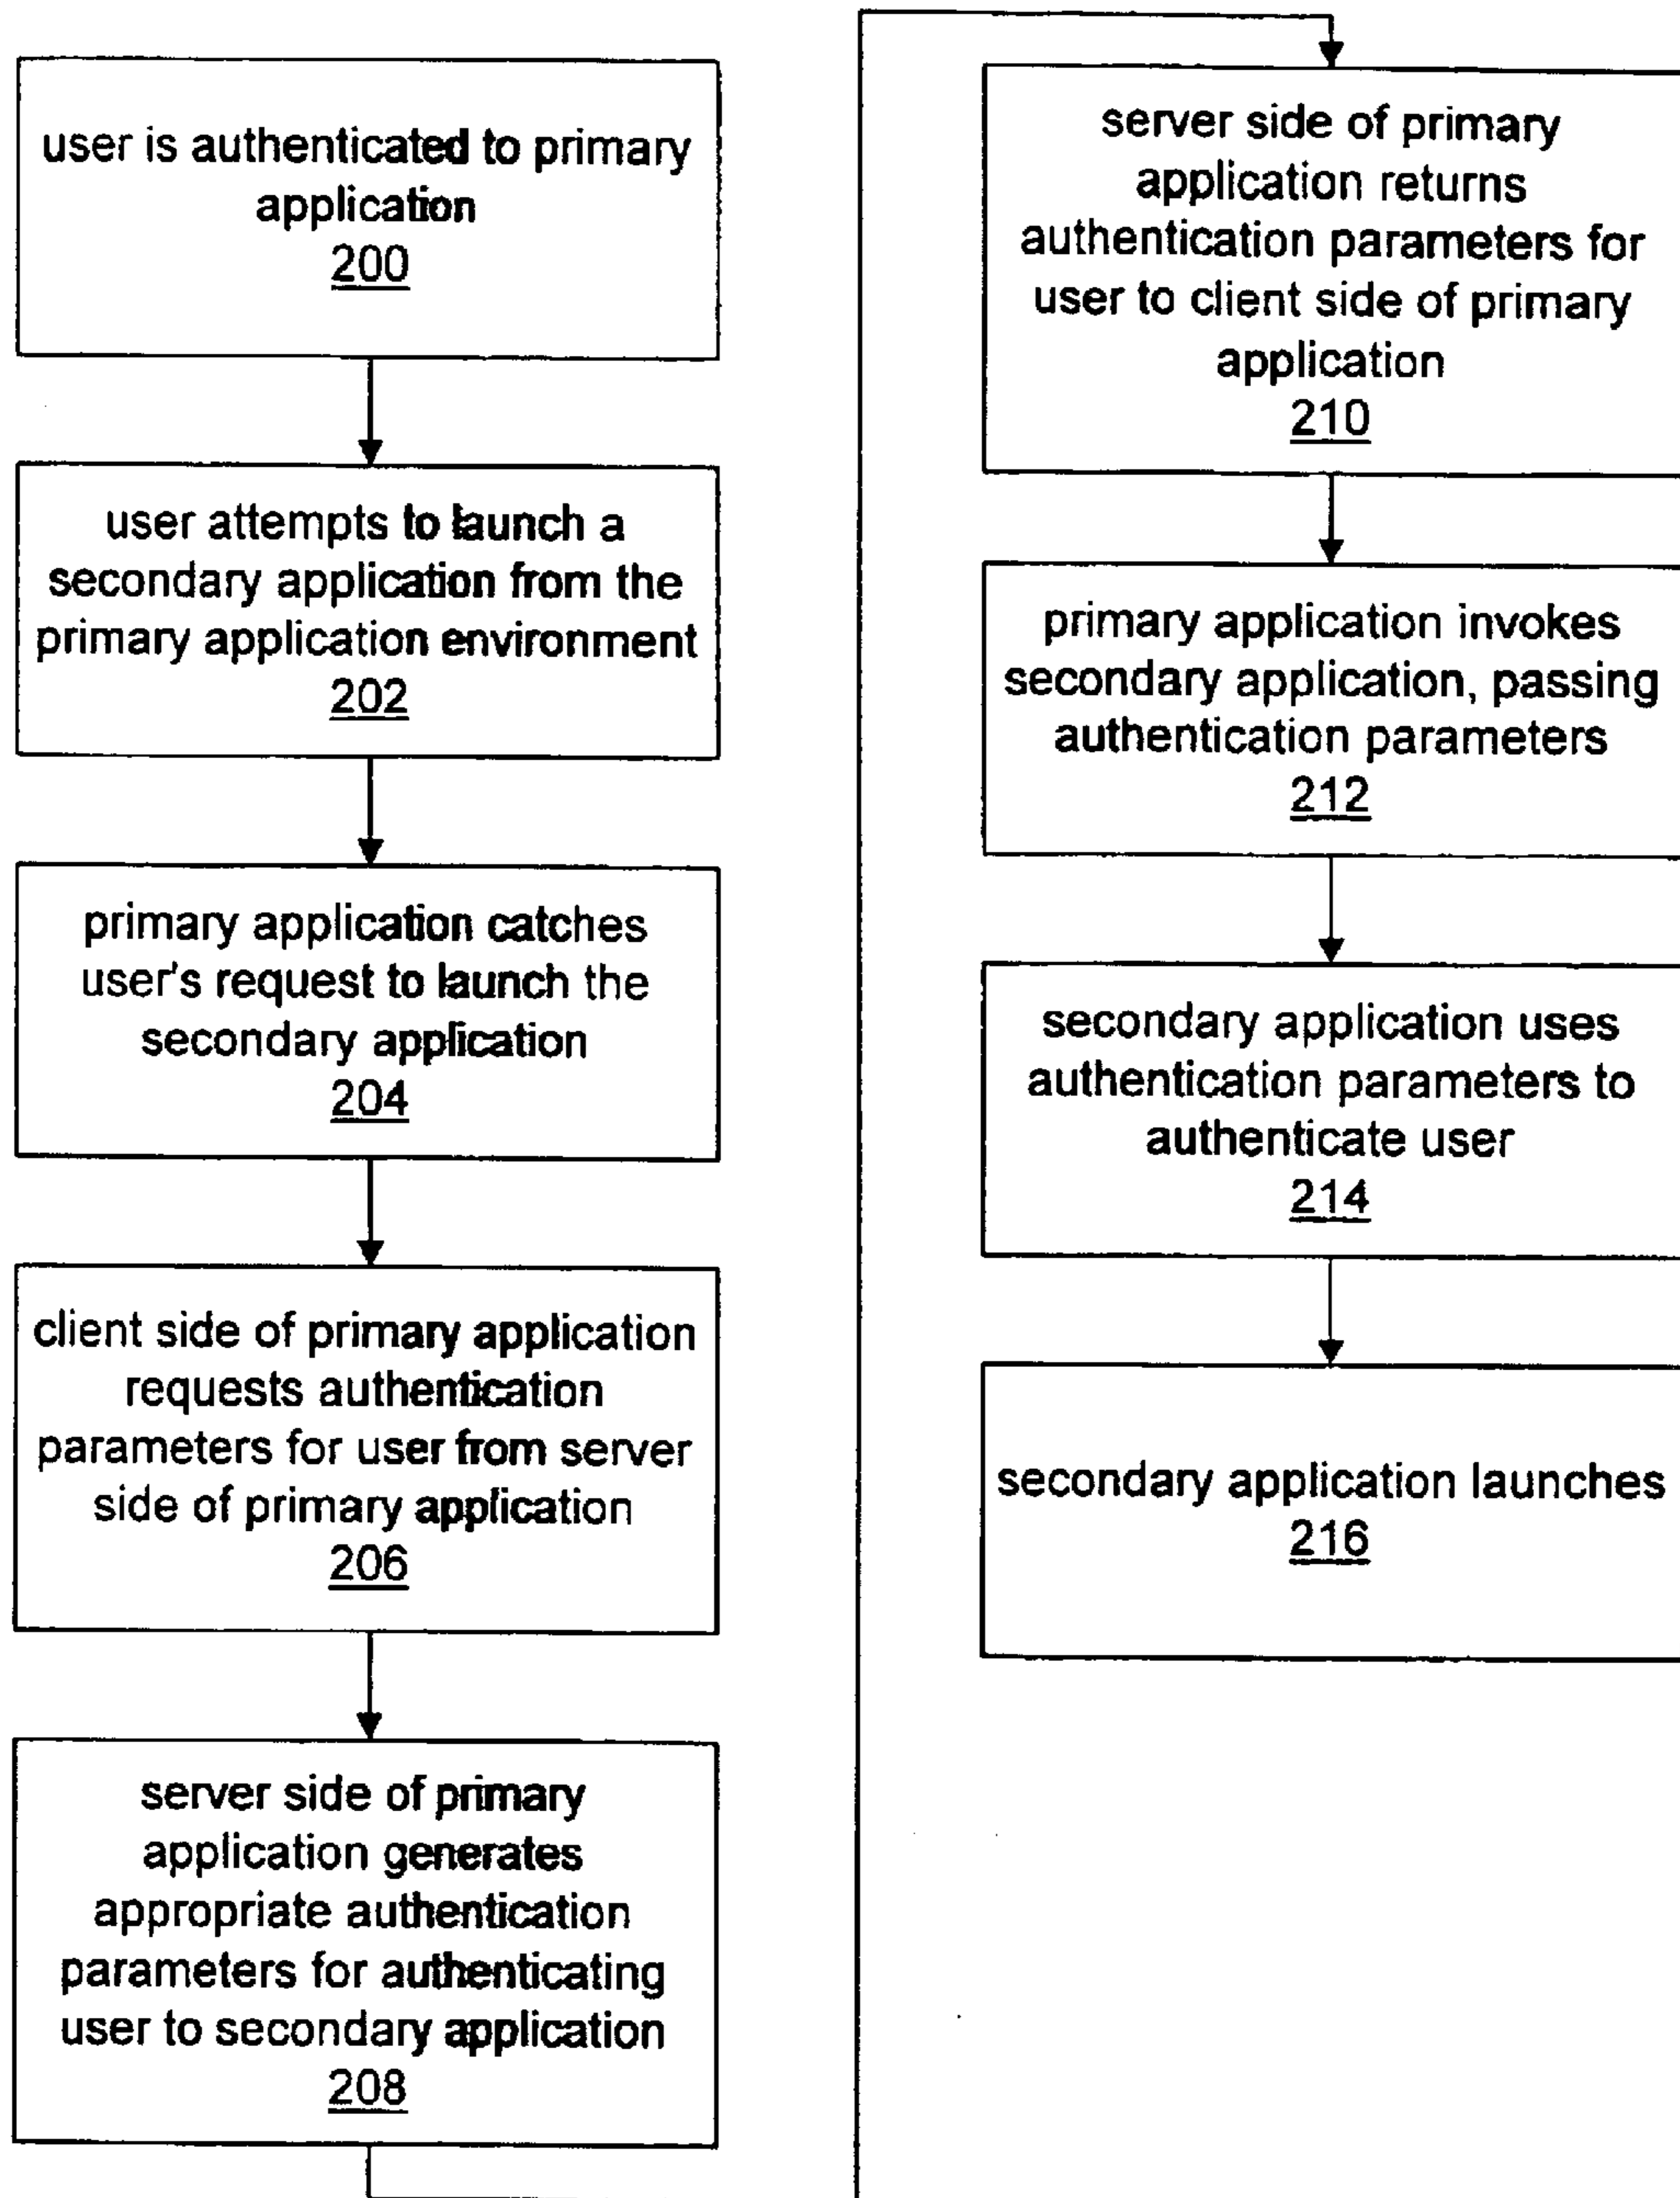 user is authenticated to primary
application
200
user attempts to launch a
secondary application from the
primary application environment
202
primary application catches
user's request to launch the
secondary application
204
client side of primary application
requests authentication
parameters for user from server
side of primary application
206
server side of primary
application generates
appropriate authentication
parameters for authenticating
user to secondary application
208
server side of primary
application returns
authentication parameters for
user to client side of primary
application
210
primary application invokes
secondary application, passing
authentication parameters
212
secondary application uses
authentication parameters to
authenticate user
214
secondary application launches
216